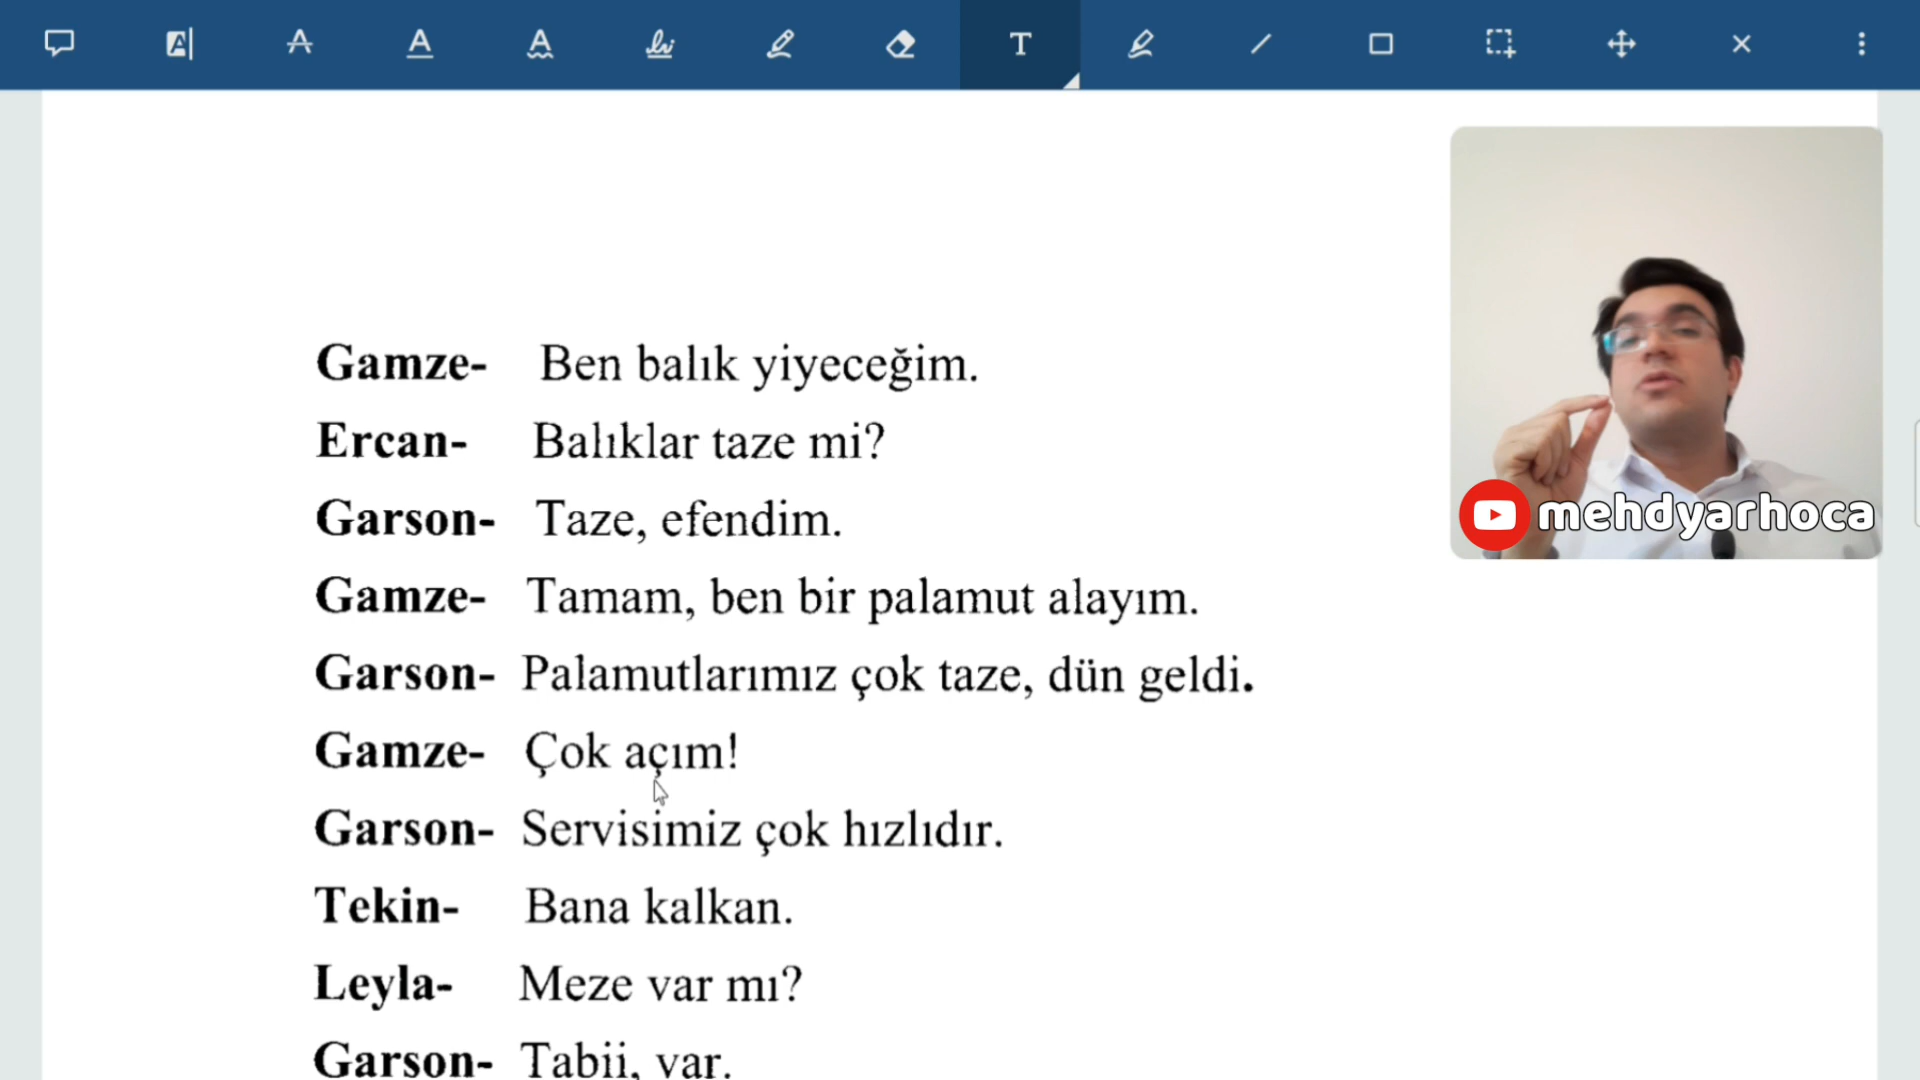 mehdyarhoca
Gamze- Ben balık yiyeceğim.
Ercan- Balıklar taze mi?
Garson- Taze, efendim.
Gamze- Tamam, ben bir palamut alayım.
Garson- Palamutlarımız çok taze, dün geldi.
Gamze- Çok açım!
Garson- Servisimiz çok hızlıdır.
Tekin- Bana kalkan.
Leyla- Meze var mı?
Garson- Tabii, var.